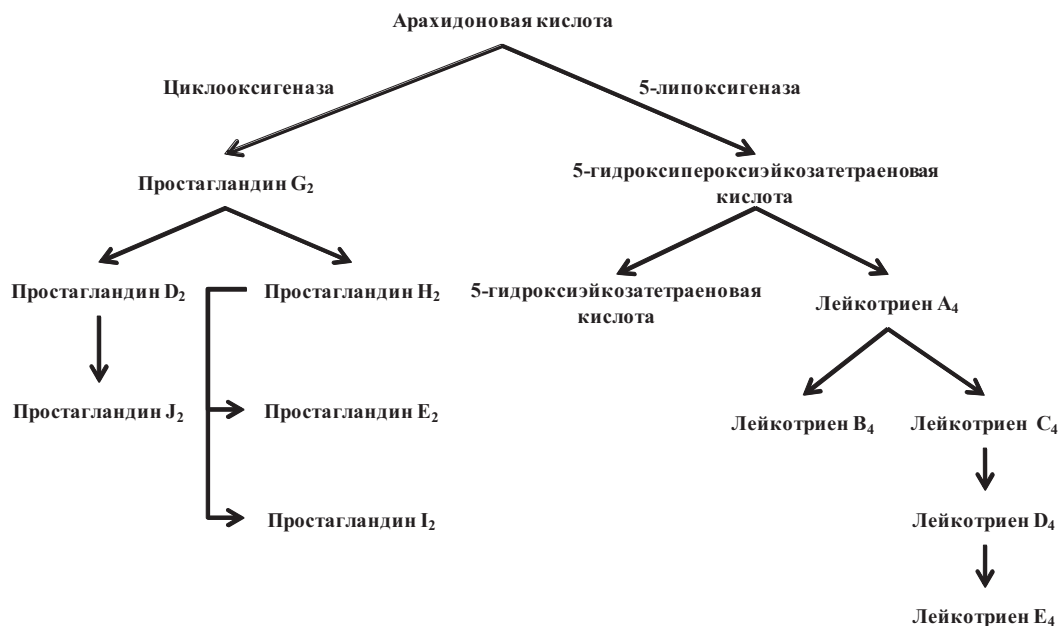 Арахидоновая кислота
Циклооксигеназа
5-липоксигеназа
Простагландин G₂
5-гидроксипероксиэйкозатетраеновая
кислота
Простагландин D₂
Простагландин H₂
5-гидроксиэйкозатетраеновая
кислота
Лейкотриен A₄
Простагландин J₂
Простагландин E₂
Лейкотриен B₄
Лейкотриен C₄
Простагландин I₂
Лейкотриен D₄
Лейкотриен E₄